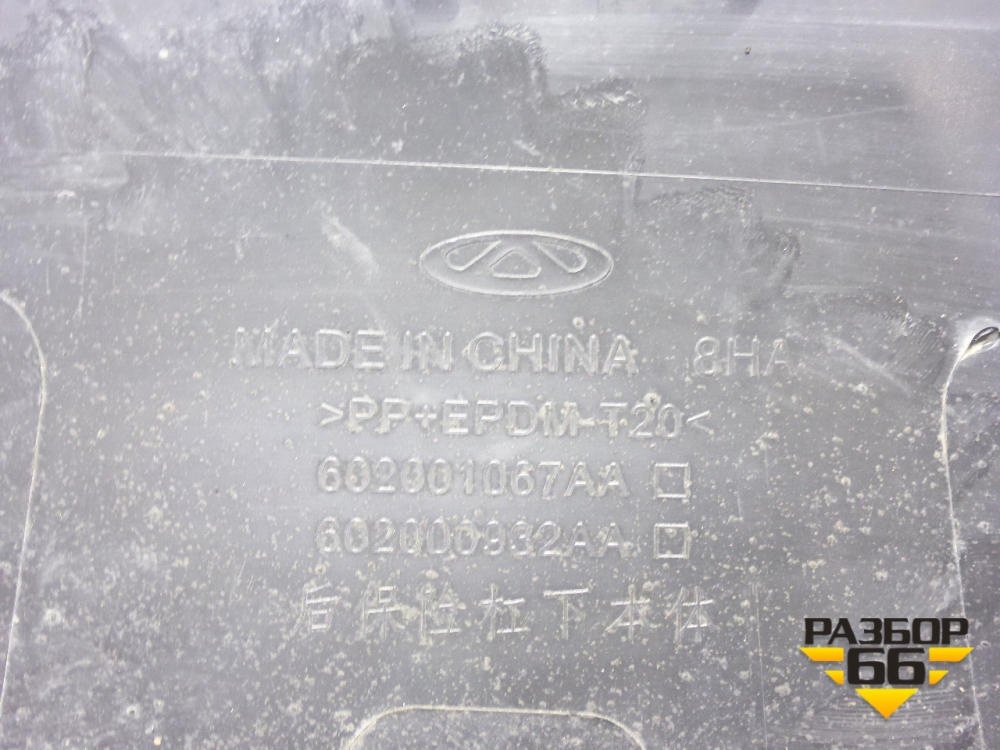 MADE IN CHINA 8HA
>PP+EPDM-T20<
602001067AA
602000932AA
后保险杠下本体
РАЗБОР
66